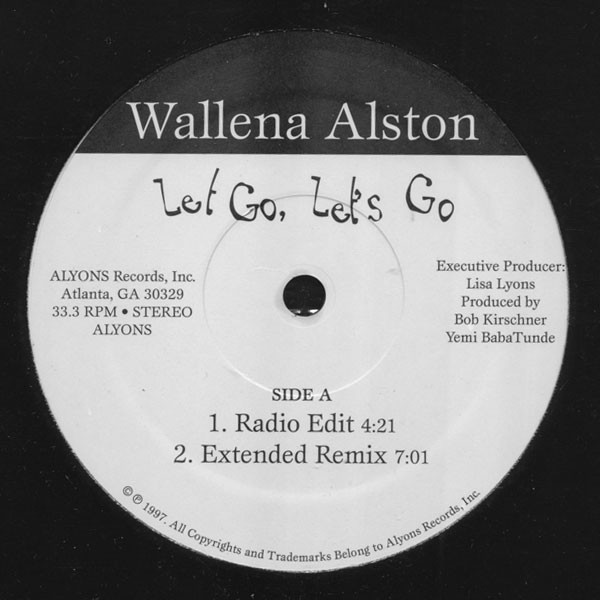 Wallena Alston
Let Go, Let's Go
ALYONS Records, Inc.
Atlanta, GA 30329
33.3 RPM • STEREO
ALYONS
Executive Producer:
Lisa Lyons
Produced by
Bob Kirschner
Yemi BabaTunde
SIDE A
1. Radio Edit 4:21
2. Extended Remix 7:01
© ℗ 1997. All Copyrights and Trademarks Belong to Alyons Records, Inc.